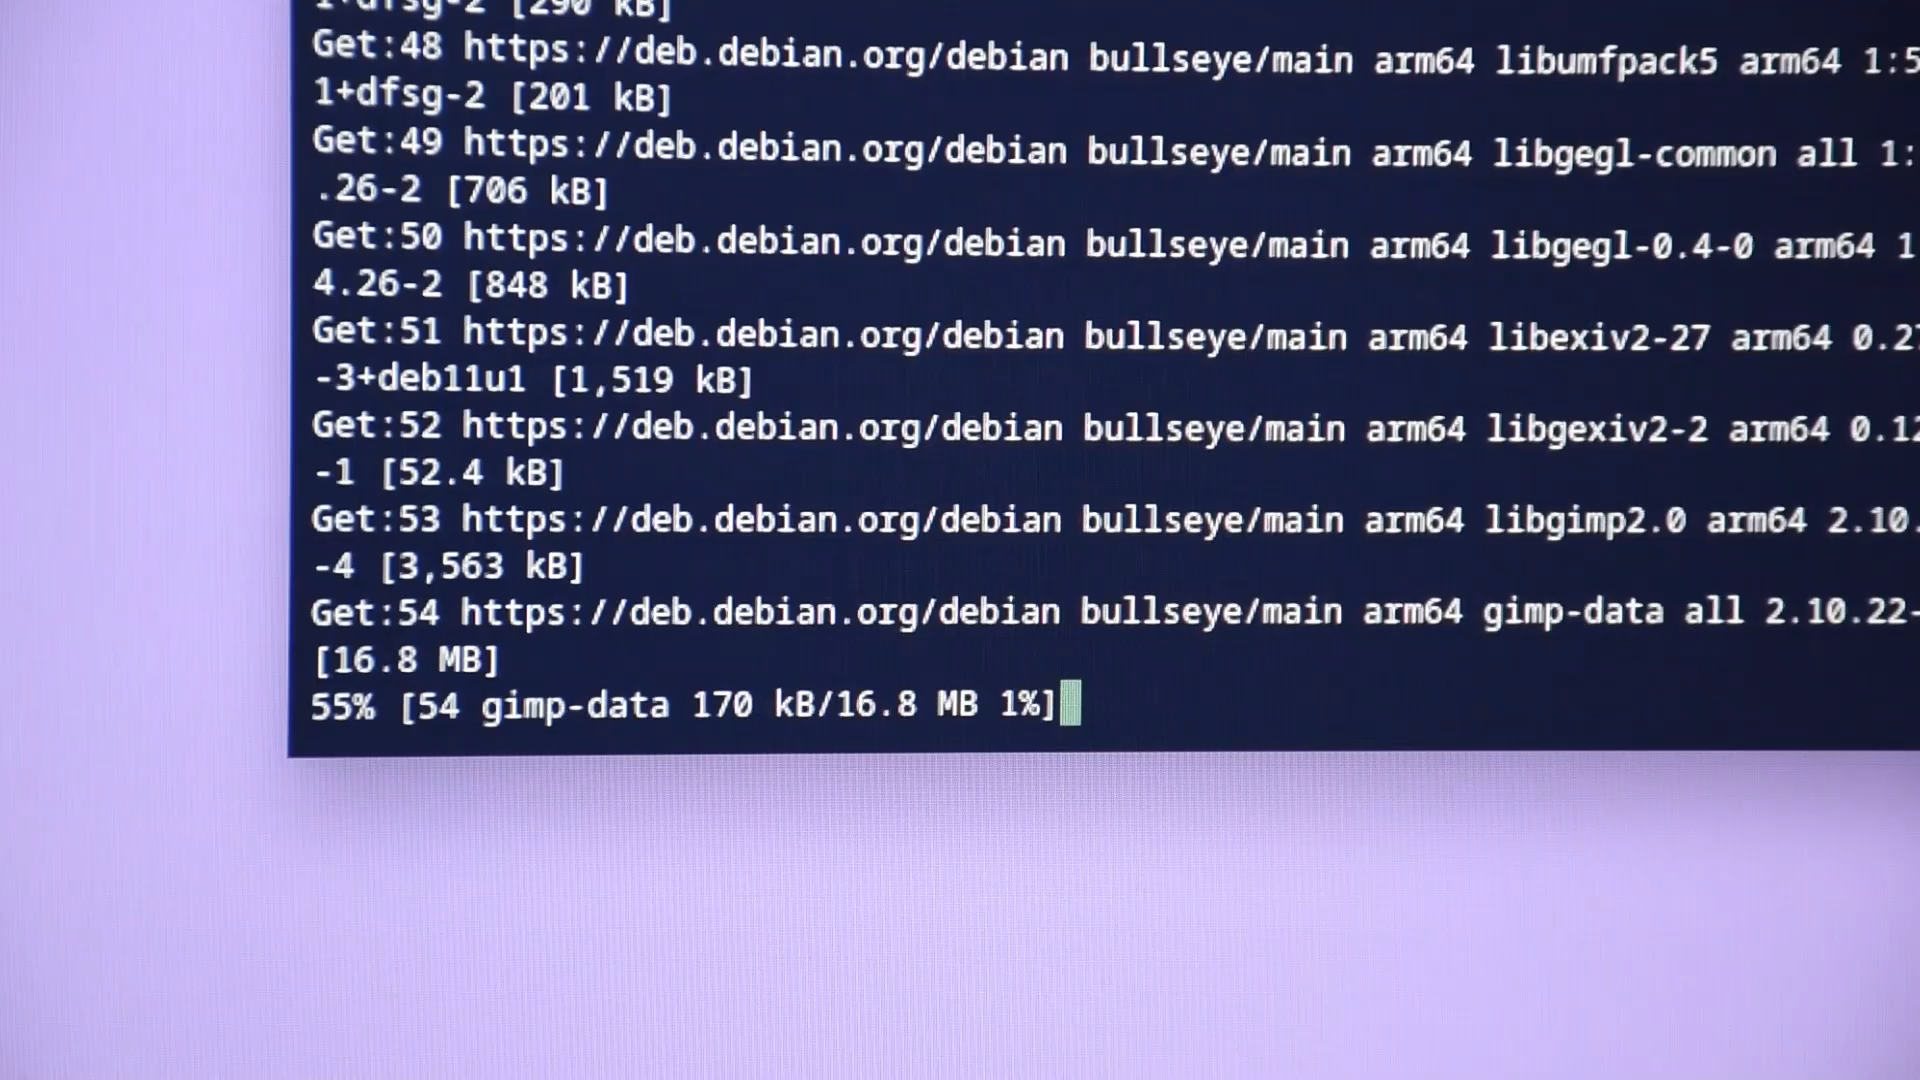 1+dfsg-2 [290 kB]
Get:48 https://deb.debian.org/debian bullseye/main arm64 libumfpack5 arm64 1:5
1+dfsg-2 [201 kB]
Get:49 https://deb.debian.org/debian bullseye/main arm64 libgegl-common all 1:
.26-2 [706 kB]
Get:50 https://deb.debian.org/debian bullseye/main arm64 libgegl-0.4-0 arm64 1
4.26-2 [848 kB]
Get:51 https://deb.debian.org/debian bullseye/main arm64 libexiv2-27 arm64 0.27
-3+deb11u1 [1,519 kB]
Get:52 https://deb.debian.org/debian bullseye/main arm64 libgexiv2-2 arm64 0.12
-1 [52.4 kB]
Get:53 https://deb.debian.org/debian bullseye/main arm64 libgimp2.0 arm64 2.10.
-4 [3,563 kB]
Get:54 https://deb.debian.org/debian bullseye/main arm64 gimp-data all 2.10.22-
[16.8 MB]
55% [54 gimp-data 170 kB/16.8 MB 1%]